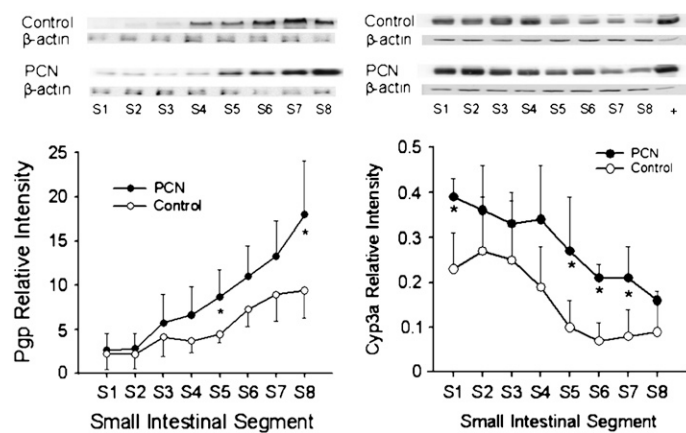 Control
β-actin
PCN
β-actin
S1 S2 S3 S4 S5 S6 S7 S8
Control
β-actin
PCN
β-actin
S1 S2 S3 S4 S5 S6 S7 S8 +
Pgp Relative Intensity
25
20
15
10
5
0
PCN
Control
*
*
S1 S2 S3 S4 S5 S6 S7 S8
Small Intestinal Segment
Cyp3a Relative Intensity
0.5
0.4
0.3
0.2
0.1
0.0
PCN
Control
*
*
*
*
S1 S2 S3 S4 S5 S6 S7 S8
Small Intestinal Segment